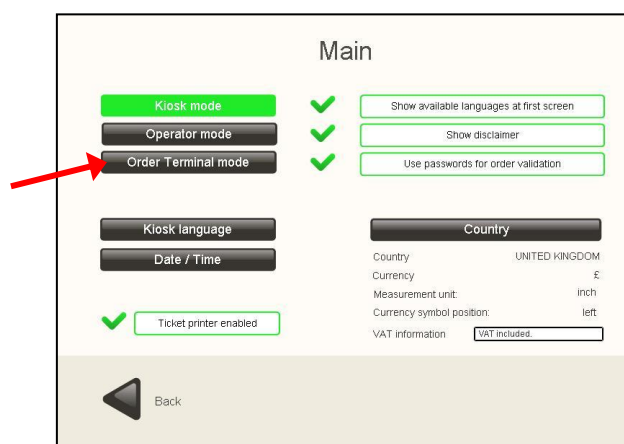 Main
Kiosk mode
Show available languages at first screen
Operator mode
Show disclaimer
Order Terminal mode
Use passwords for order validation
Kiosk language
Country
Date / Time
Country UNITED KINGDOM
Currency £
Measurement unit: inch
Currency symbol position: left
Ticket printer enabled
VAT information VAT included.
Back